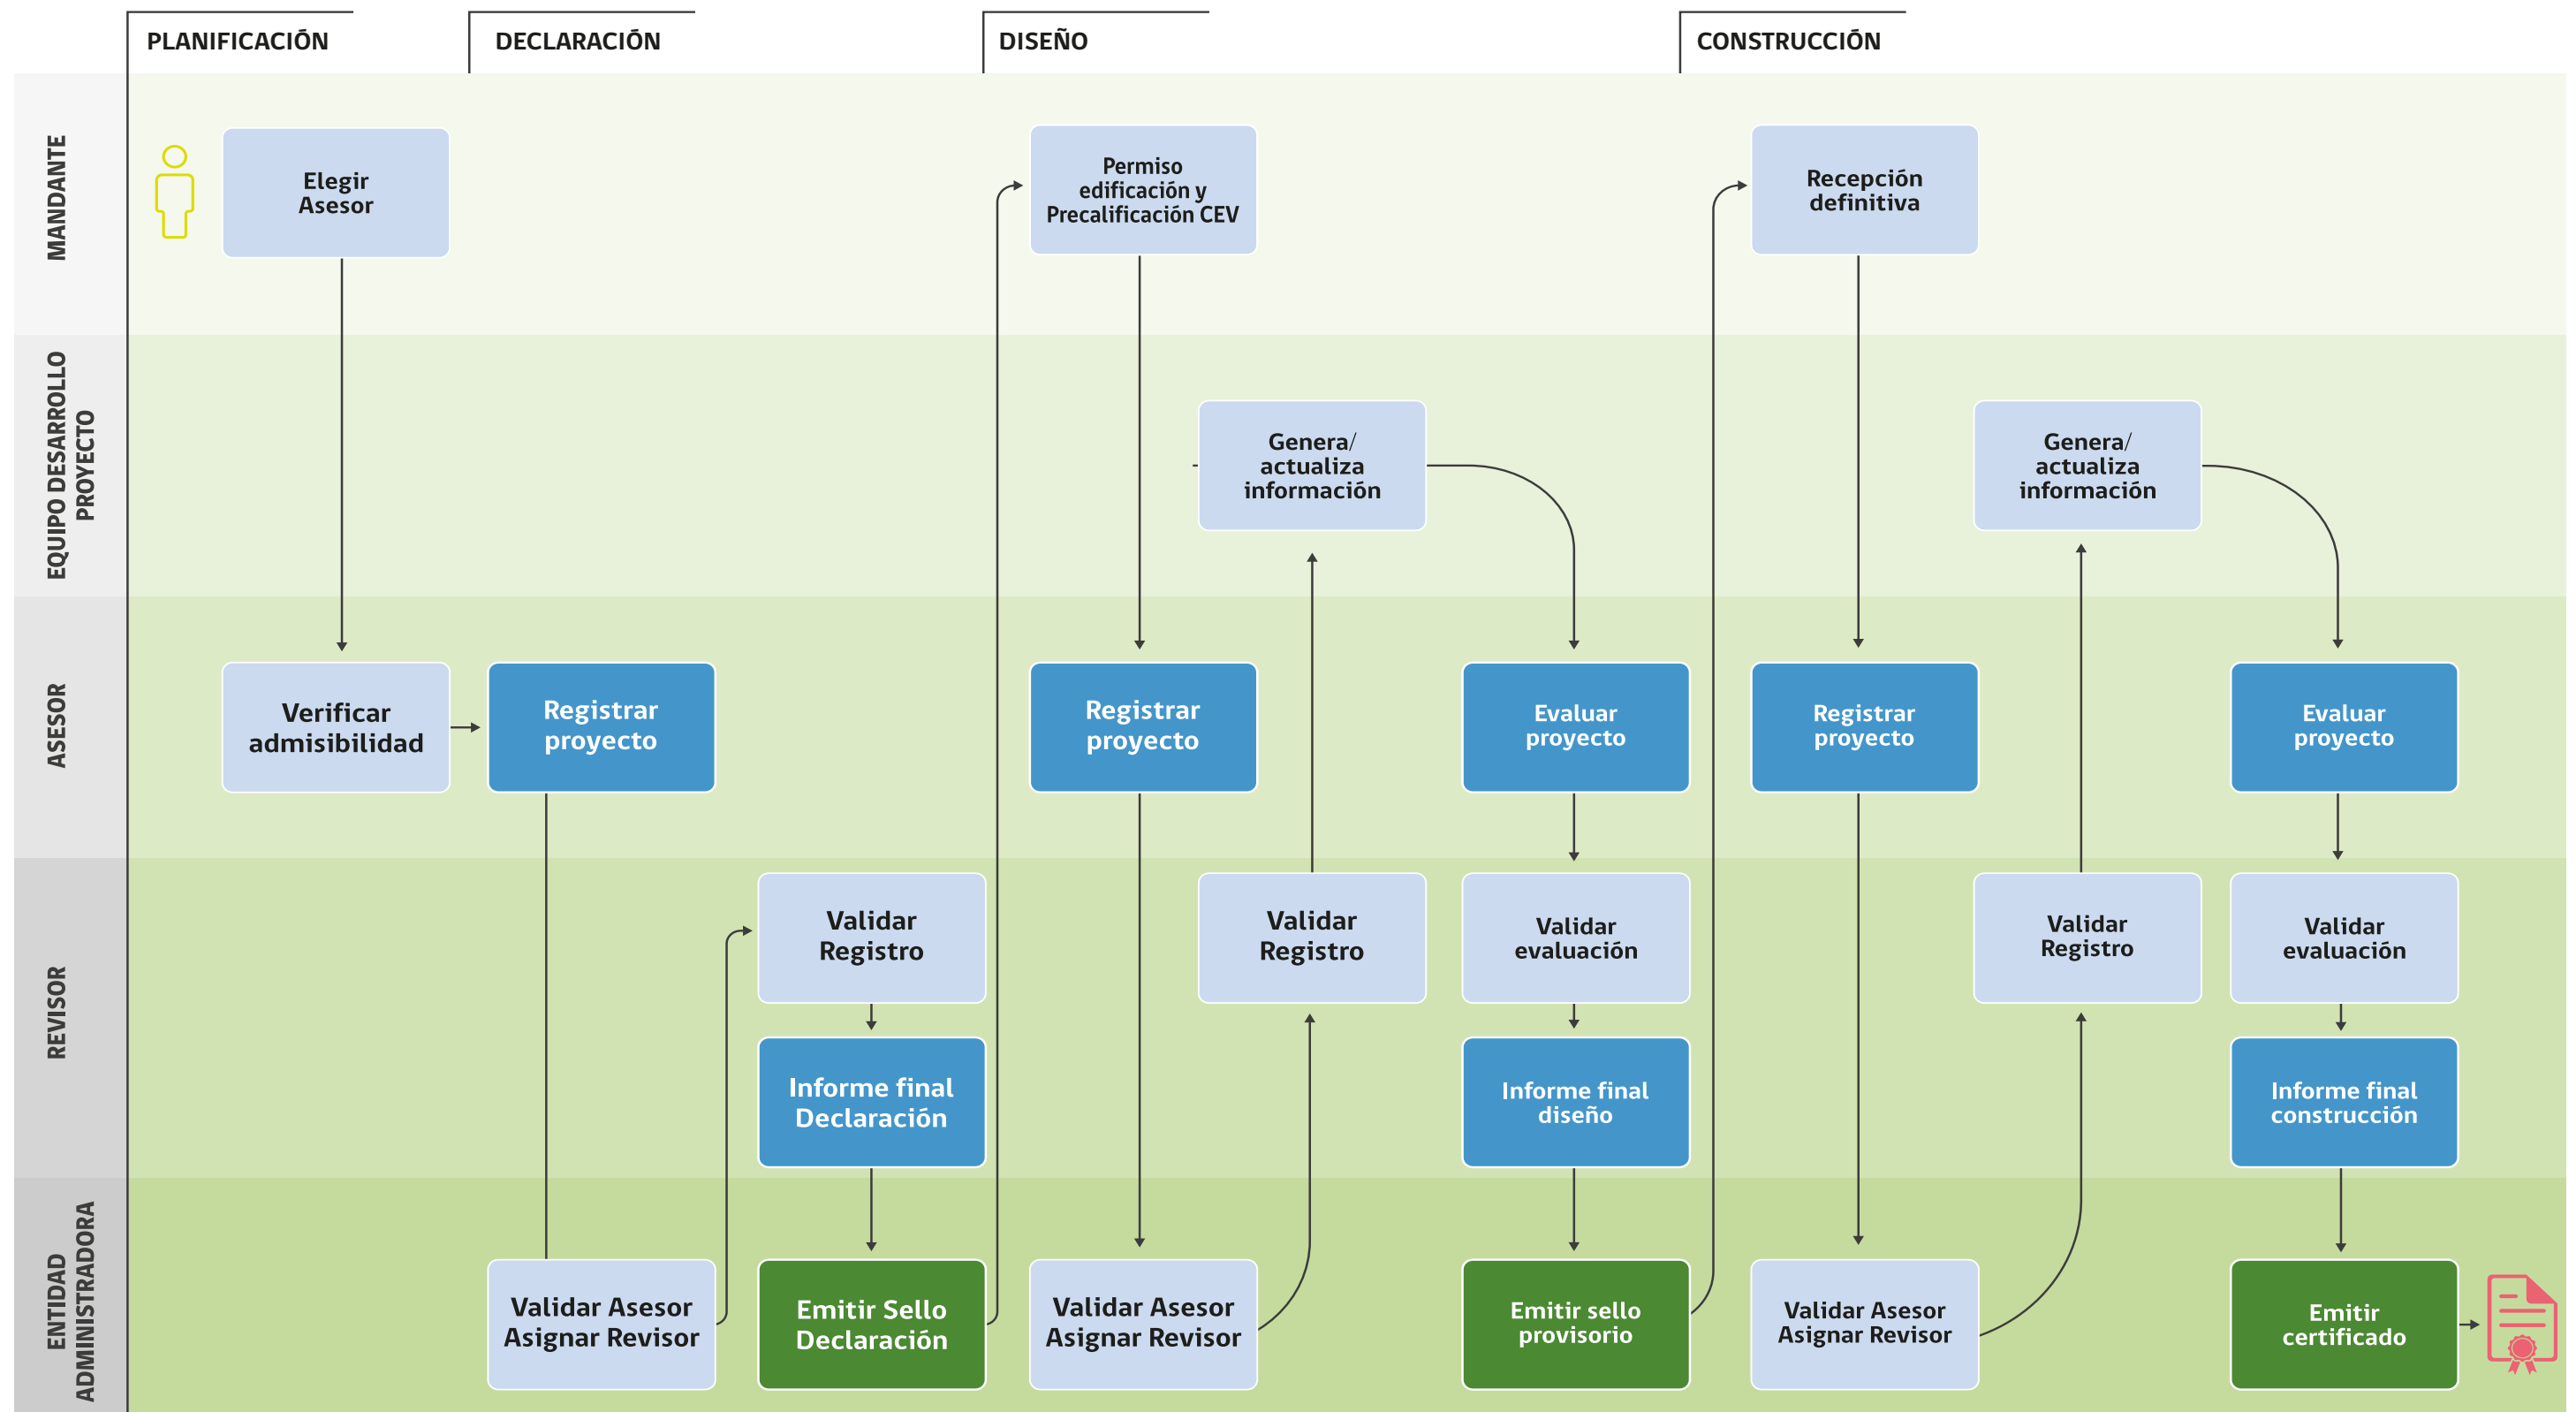 PLANIFICACIÓN
DECLARACIÓN
DISEÑO
CONSTRUCCIÓN
MANDANTE
Elegir
Asesor
Permiso
edificación y
Precalificación CEV
Recepción
definitiva
EQUIPO DESARROLLO
PROYECTO
Genera/
actualiza
información
Genera/
actualiza
información
ASESOR
Verificar
admisibilidad
Registrar
proyecto
Registrar
proyecto
Evaluar
proyecto
Registrar
proyecto
Evaluar
proyecto
REVISOR
Validar
Registro
Validar
Registro
Validar
evaluación
Validar
Registro
Validar
evaluación
Informe final
Declaración
Informe final
diseño
Informe final
construcción
ENTIDAD
ADMINISTRADORA
Validar Asesor
Asignar Revisor
Emitir Sello
Declaración
Validar Asesor
Asignar Revisor
Emitir sello
provisorio
Validar Asesor
Asignar Revisor
Emitir
certificado